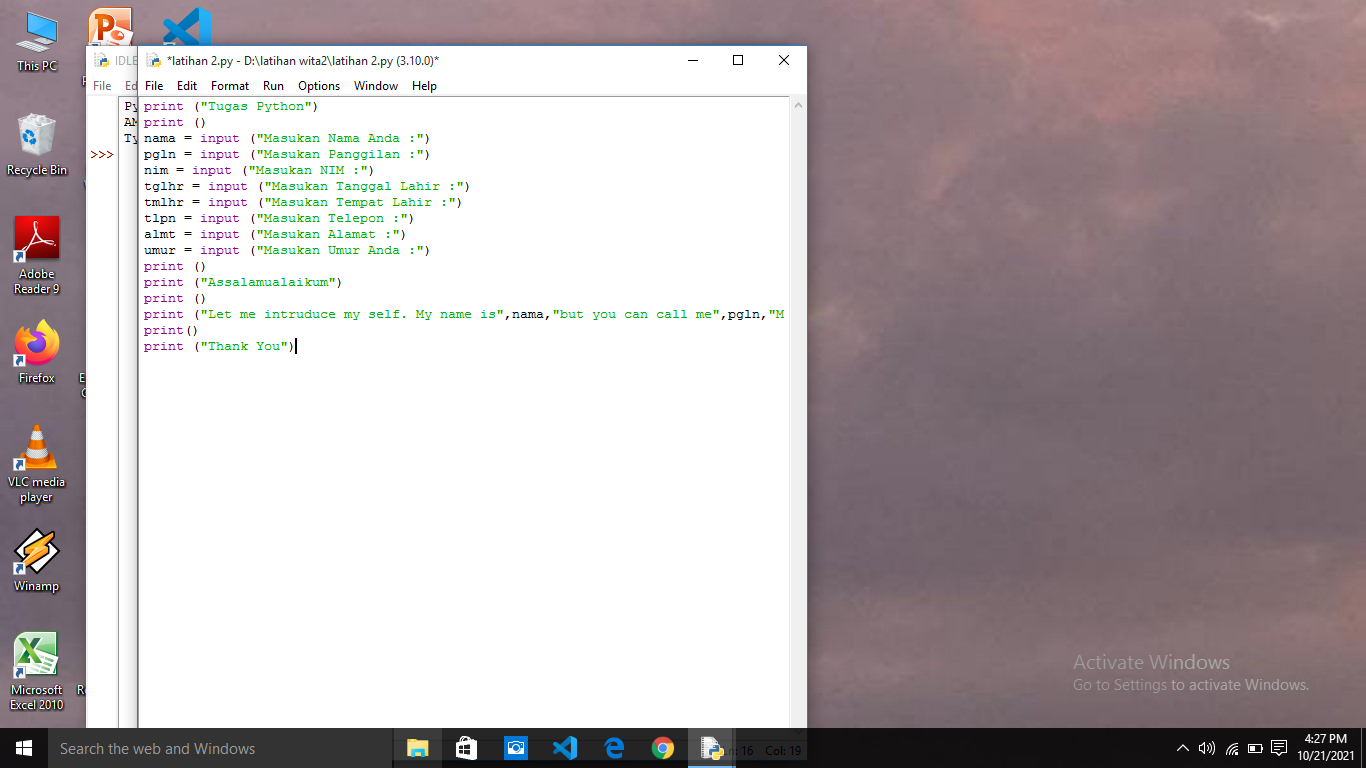 This PC
Recycle Bin
Adobe
Reader 9
Firefox
VLC media
player
Winamp
Microsoft
Excel 2010
IDLE
File Ed
Py
AM
Ty
>>>
*latihan 2.py - D:\latihan wita2\latihan 2.py (3.10.0)*
File Edit Format Run Options Window Help
print ("Tugas Python")
print ()
nama = input ("Masukan Nama Anda :")
pgln = input ("Masukan Panggilan :")
nim = input ("Masukan NIM :")
tglhr = input ("Masukan Tanggal Lahir :")
tmlhr = input ("Masukan Tempat Lahir :")
tlpn = input ("Masukan Telepon :")
almt = input ("Masukan Alamat :")
umur = input ("Masukan Umur Anda :")
print ()
print ("Assalamualaikum")
print ()
print ("Let me intruduce my self. My name is",nama,"but you can call me",pgln,"M
print()
print ("Thank You")
Activate Windows
Go to Settings to activate Windows.
Search the web and Windows
Ln: 16 Col: 19
4:27 PM
10/21/2021